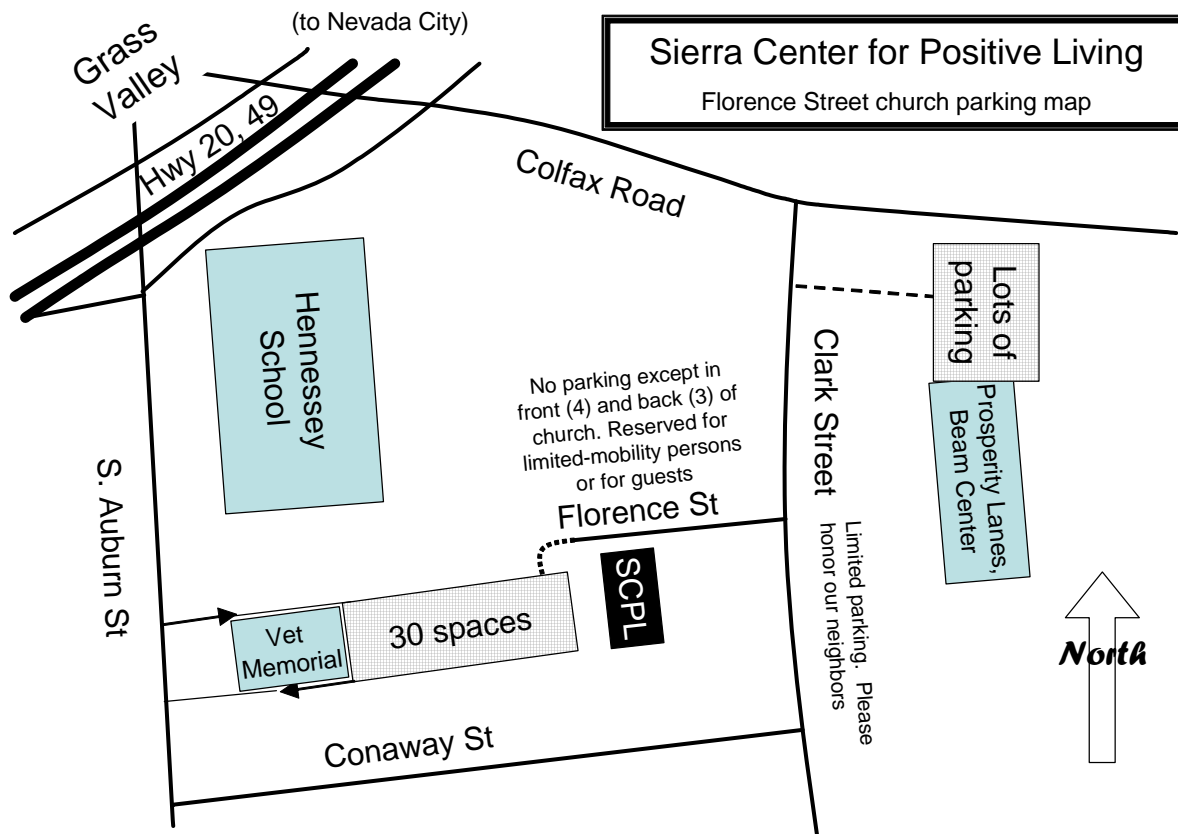 (to Nevada City)
Sierra Center for Positive Living
Florence Street church parking map
Grass
Valley
Hwy 20, 49
Colfax Road
Hennessey
School
Lots of
parking
No parking except in
front (4) and back (3) of
church. Reserved for
limited-mobility persons
or for guests
Clark Street
Prosperity Lanes,
Beam Center
S. Auburn St
Florence St
Limited parking. Please
honor our neighbors
SCPL
30 spaces
Vet
Memorial
North
Conaway St